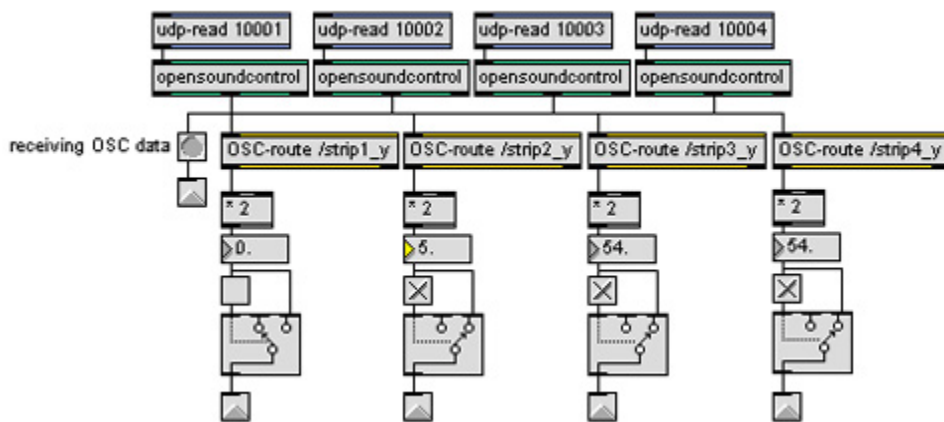 udp-read 10001 udp-read 10002 udp-read 10003 udp-read 10004
opensoundcontrol opensoundcontrol opensoundcontrol opensoundcontrol
receiving OSC data OSC-route /strip1_y OSC-route /strip2_y OSC-route /strip3_y OSC-route /strip4_y
* 2 * 2 * 2 * 2
0. 5. 54. 54.